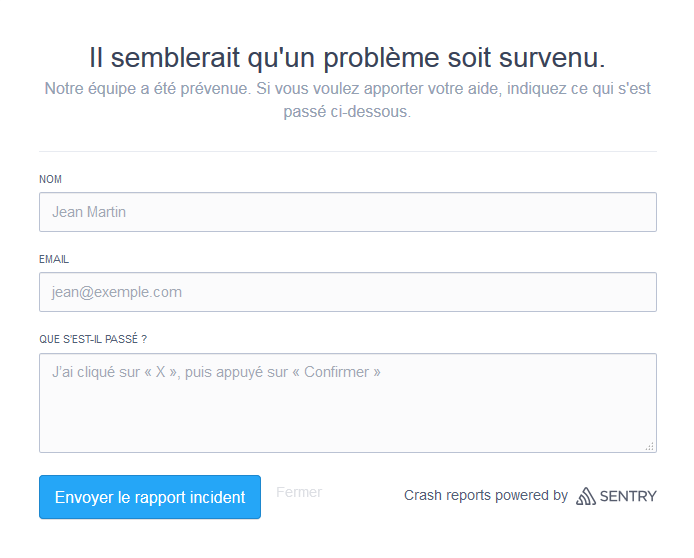 Il semblerait qu'un problème soit survenu.
Notre équipe a été prévenue. Si vous voulez apporter votre aide, indiquez ce qui s'est
passé ci-dessous.
NOM
Jean Martin
EMAIL
jean@exemple.com
QUE S'EST-IL PASSÉ ?
J'ai cliqué sur « X », puis appuyé sur « Confirmer »
Envoyer le rapport incident
Fermer
Crash reports powered by SENTRY